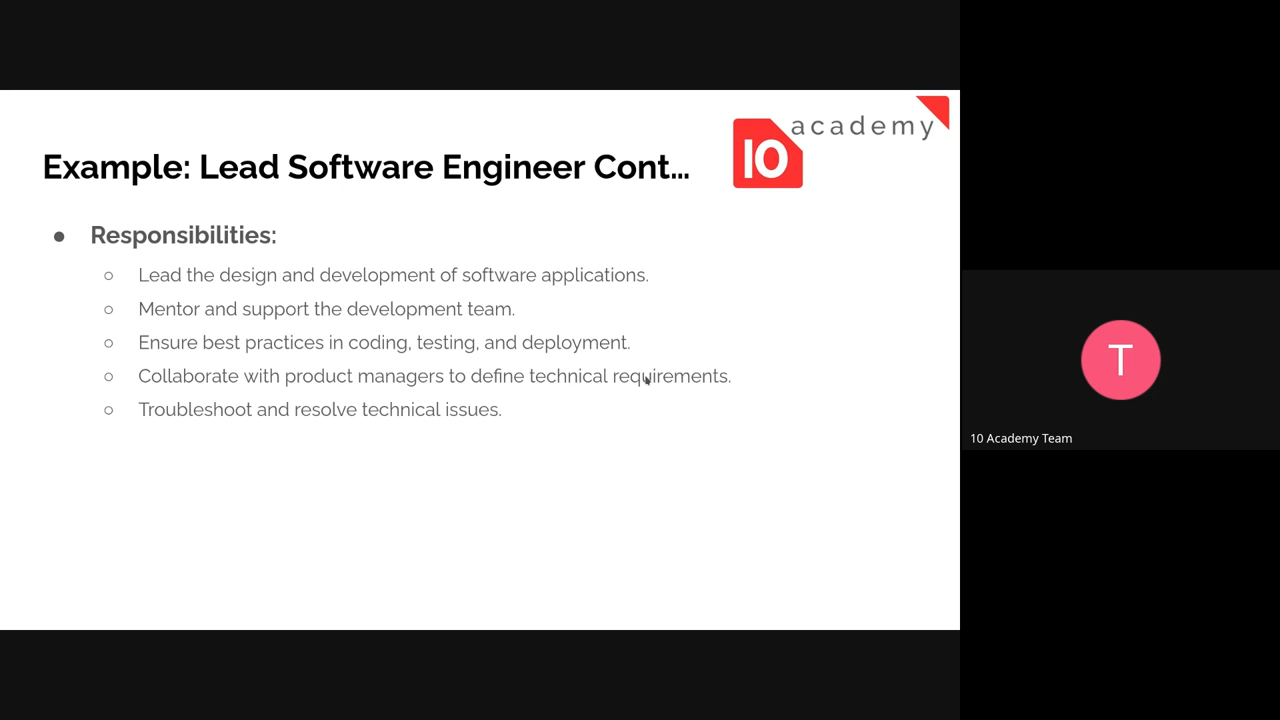 academy
10
Example: Lead Software Engineer Cont...
● Responsibilities:
○ Lead the design and development of software applications.
○ Mentor and support the development team.
○ Ensure best practices in coding, testing, and deployment.
○ Collaborate with product managers to define technical requirements.
○ Troubleshoot and resolve technical issues.
T
10 Academy Team